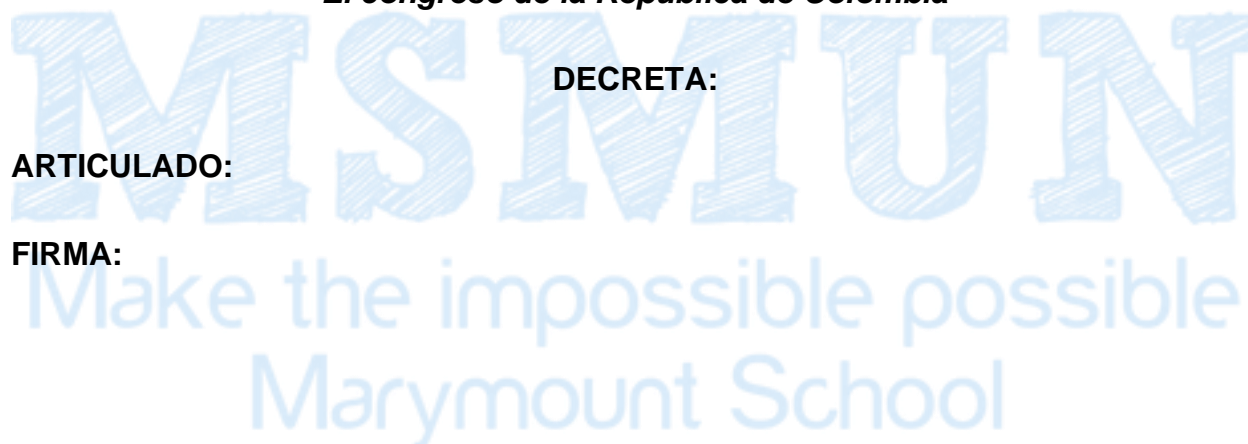 El congreso de la República de Colombia
DECRETA:
ARTICULADO:
FIRMA:
MSMUN
Make the impossible possible
Marymount School